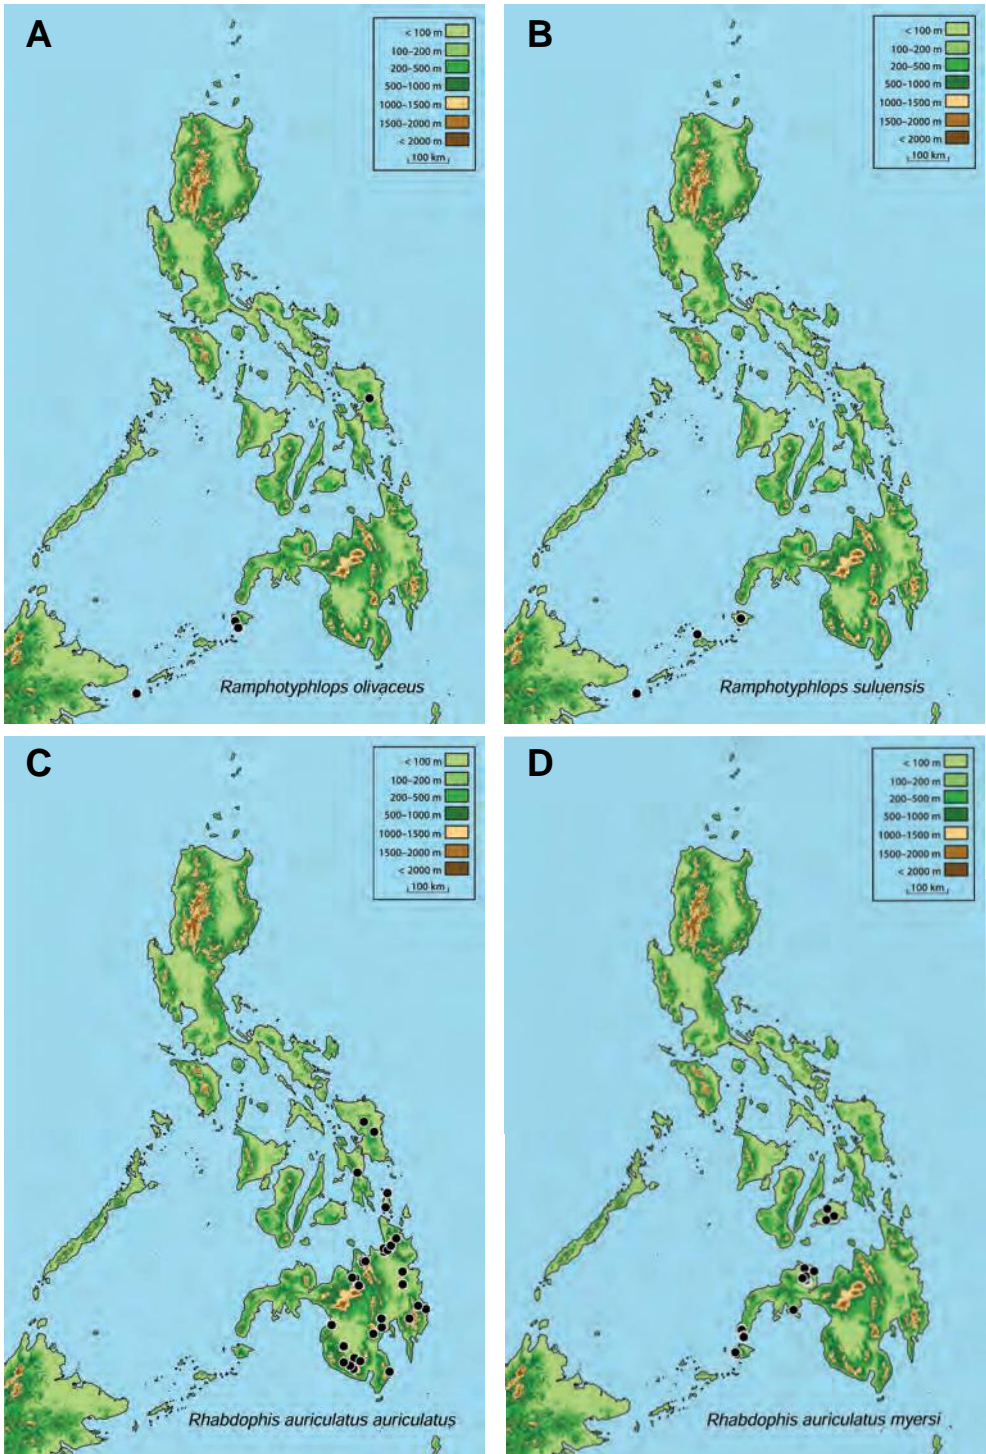 A
< 100 m
100–200 m
200–500 m
500–1000 m
1000–1500 m
1500–2000 m
< 2000 m
100 km
Ramphotyphlops olivaceus
B
< 100 m
100–200 m
200–500 m
500–1000 m
1000–1500 m
1500–2000 m
< 2000 m
100 km
Ramphotyphlops suluensis
C
< 100 m
100–200 m
200–500 m
500–1000 m
1000–1500 m
1500–2000 m
< 2000 m
100 km
Rhabdophis auriculatus auriculatus
D
< 100 m
100–200 m
200–500 m
500–1000 m
1000–1500 m
1500–2000 m
< 2000 m
100 km
Rhabdophis auriculatus myersi